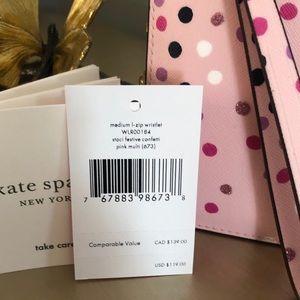 medium l-zip wristlet
WLR00184
staci festive confetti
pink multi (673)
7 67883 98673 8
kate spa
NEW YORK
take care
Comparable Value CAD $139.00
USD $119.00